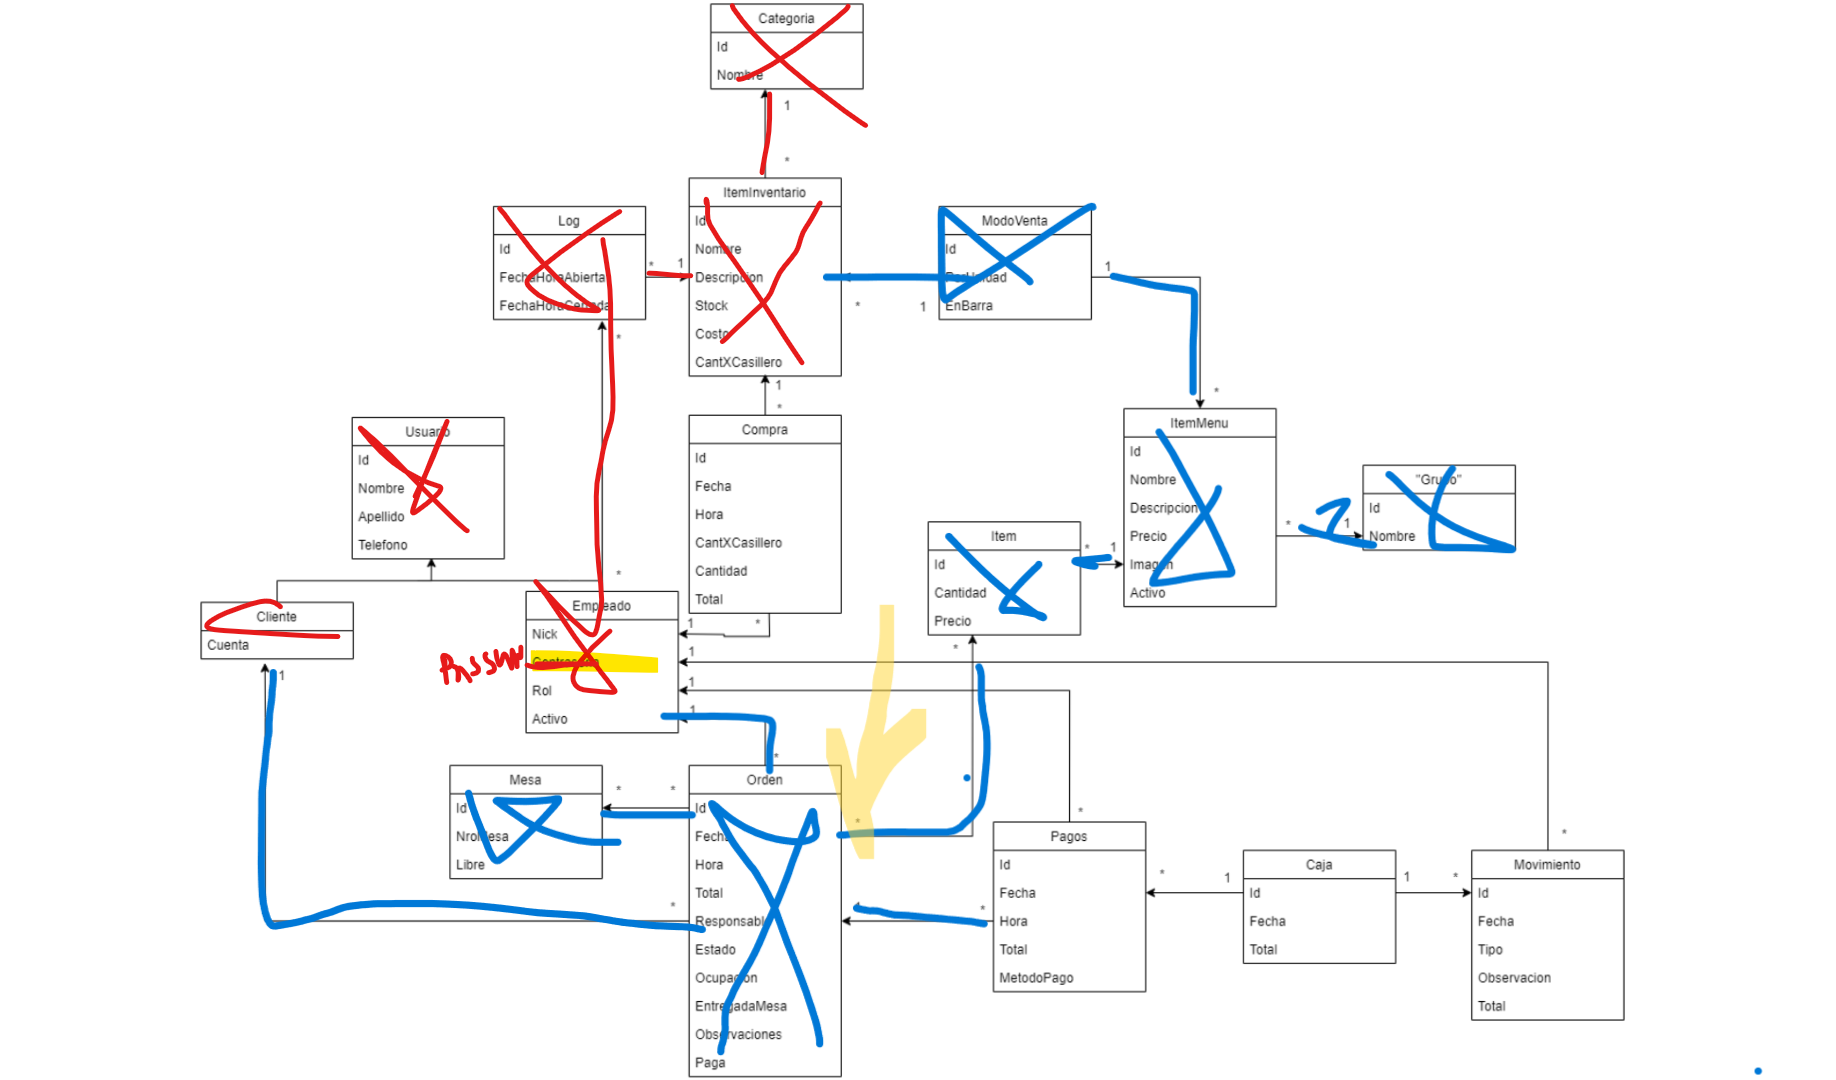 Categoria
Id
Nombre
1
*
ItemInventario
Id
Nombre
Descripcion
Stock
Costo
CantXCasillero
Log
Id
FechaHoraAbierta
FechaHoraCerrada
*
1
*
ModoVenta
Id
PorUnidad
EnBarra
*
1
1
*
1
*
Usuario
Id
Nombre
Apellido
Telefono
Compra
Id
Fecha
Hora
CantXCasillero
Cantidad
Total
ItemMenu
Id
Nombre
Descripcion
Precio
Imagen
Activo
"Grupo"
Id
Nombre
*
1
Item
Id
Cantidad
Precio
*
1
*
Cliente
Cuenta
1
*
Empleado
Nick
Contraseña
Rol
Activo
1
*
1
1
1
*
Mesa
Id
NroMesa
Libre
*
*
Orden
Id
Fecha
Hora
Total
Responsable
Estado
Ocupacion
EntregadaMesa
Observaciones
Paga
*
*
*
Pagos
Id
Fecha
Hora
Total
MetodoPago
*
*
1
Caja
Id
Fecha
Total
1
*
*
Movimiento
Id
Fecha
Tipo
Observacion
Total